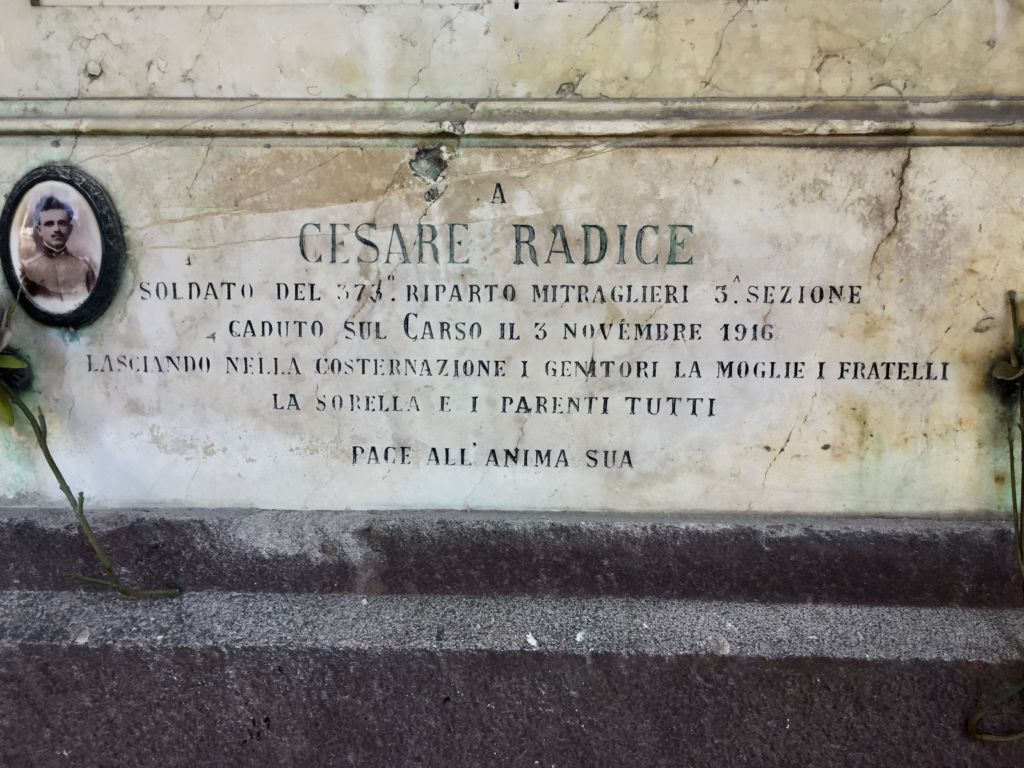 A
CESARE RADICE
SOLDATO DEL 373º. RIPARTO MITRAGLIERI 3.^ SEZIONE
CADUTO SUL CARSO IL 3 NOVEMBRE 1916
LASCIANDO NELLA COSTERNAZIONE I GENITORI LA MOGLIE I FRATELLI
LA SORELLA E I PARENTI TUTTI
PACE ALL'ANIMA SUA